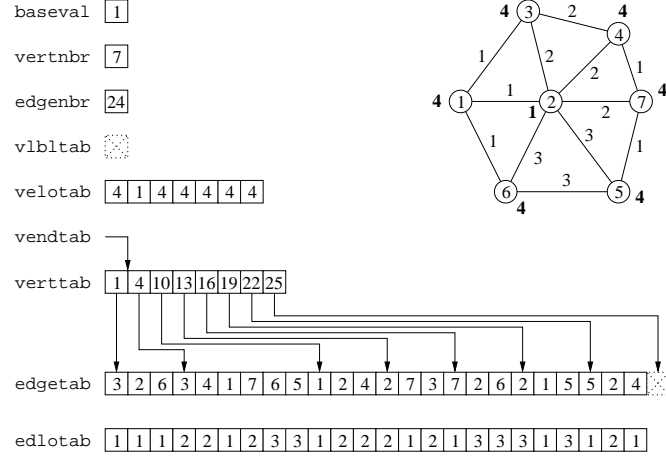 baseval 1
vertnbr 7
edgenbr 24
vlbltab
velotab 4 1 4 4 4 4 4
vendtab
verttab 1 4 10 13 16 19 22 25
edgetab 3 2 6 3 4 1 7 6 5 1 2 4 2 7 3 7 2 6 2 1 5 5 2 4
edlotab 1 1 1 2 2 1 2 3 3 1 2 2 2 1 2 1 3 3 3 1 3 1 2 1
4 3 2 4
4
1 2 2 1
1
4 1 2 7 4
1 2
1 3 3 1
3
6 5 4
4